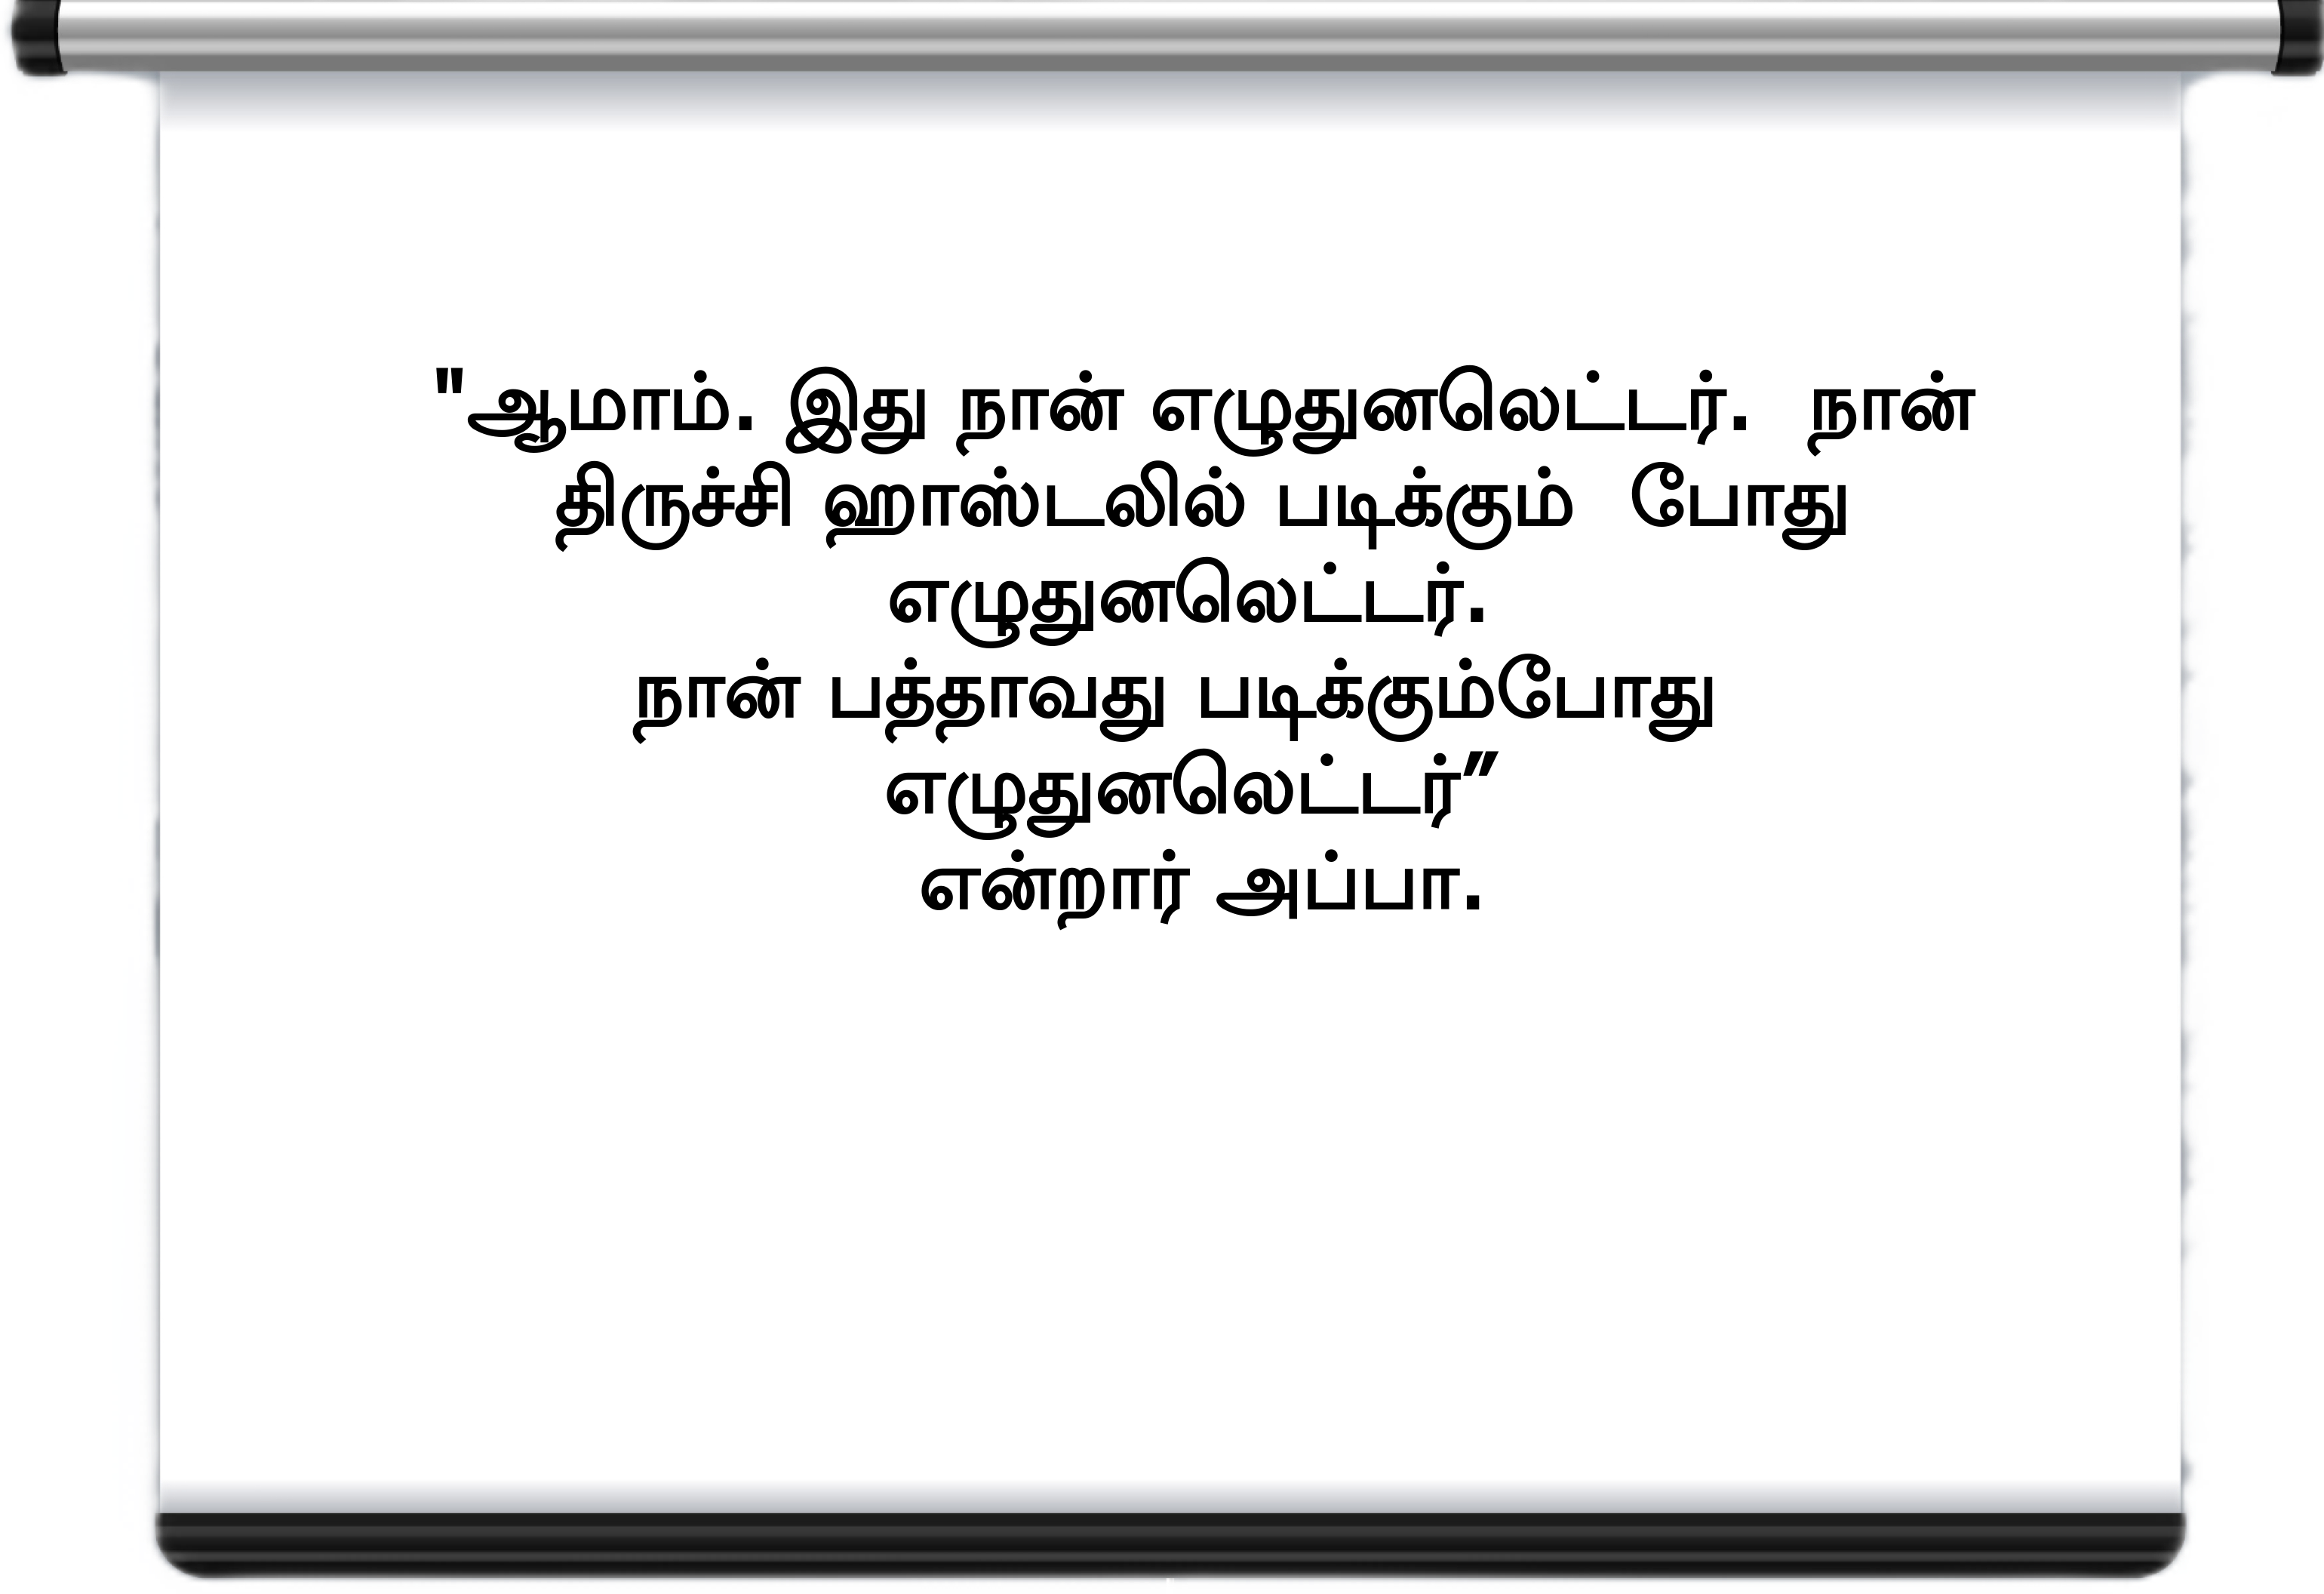 "ஆமாம். இது நான் எழுதுனலெட்டர்.  நான்
திருச்சி ஹாஸ்டலில் படிக்கும்  போது
எழுதுனலெட்டர்.
நான் பத்தாவது படிக்கும்போது
எழுதுனலெட்டர்”
என்றார் அப்பா.